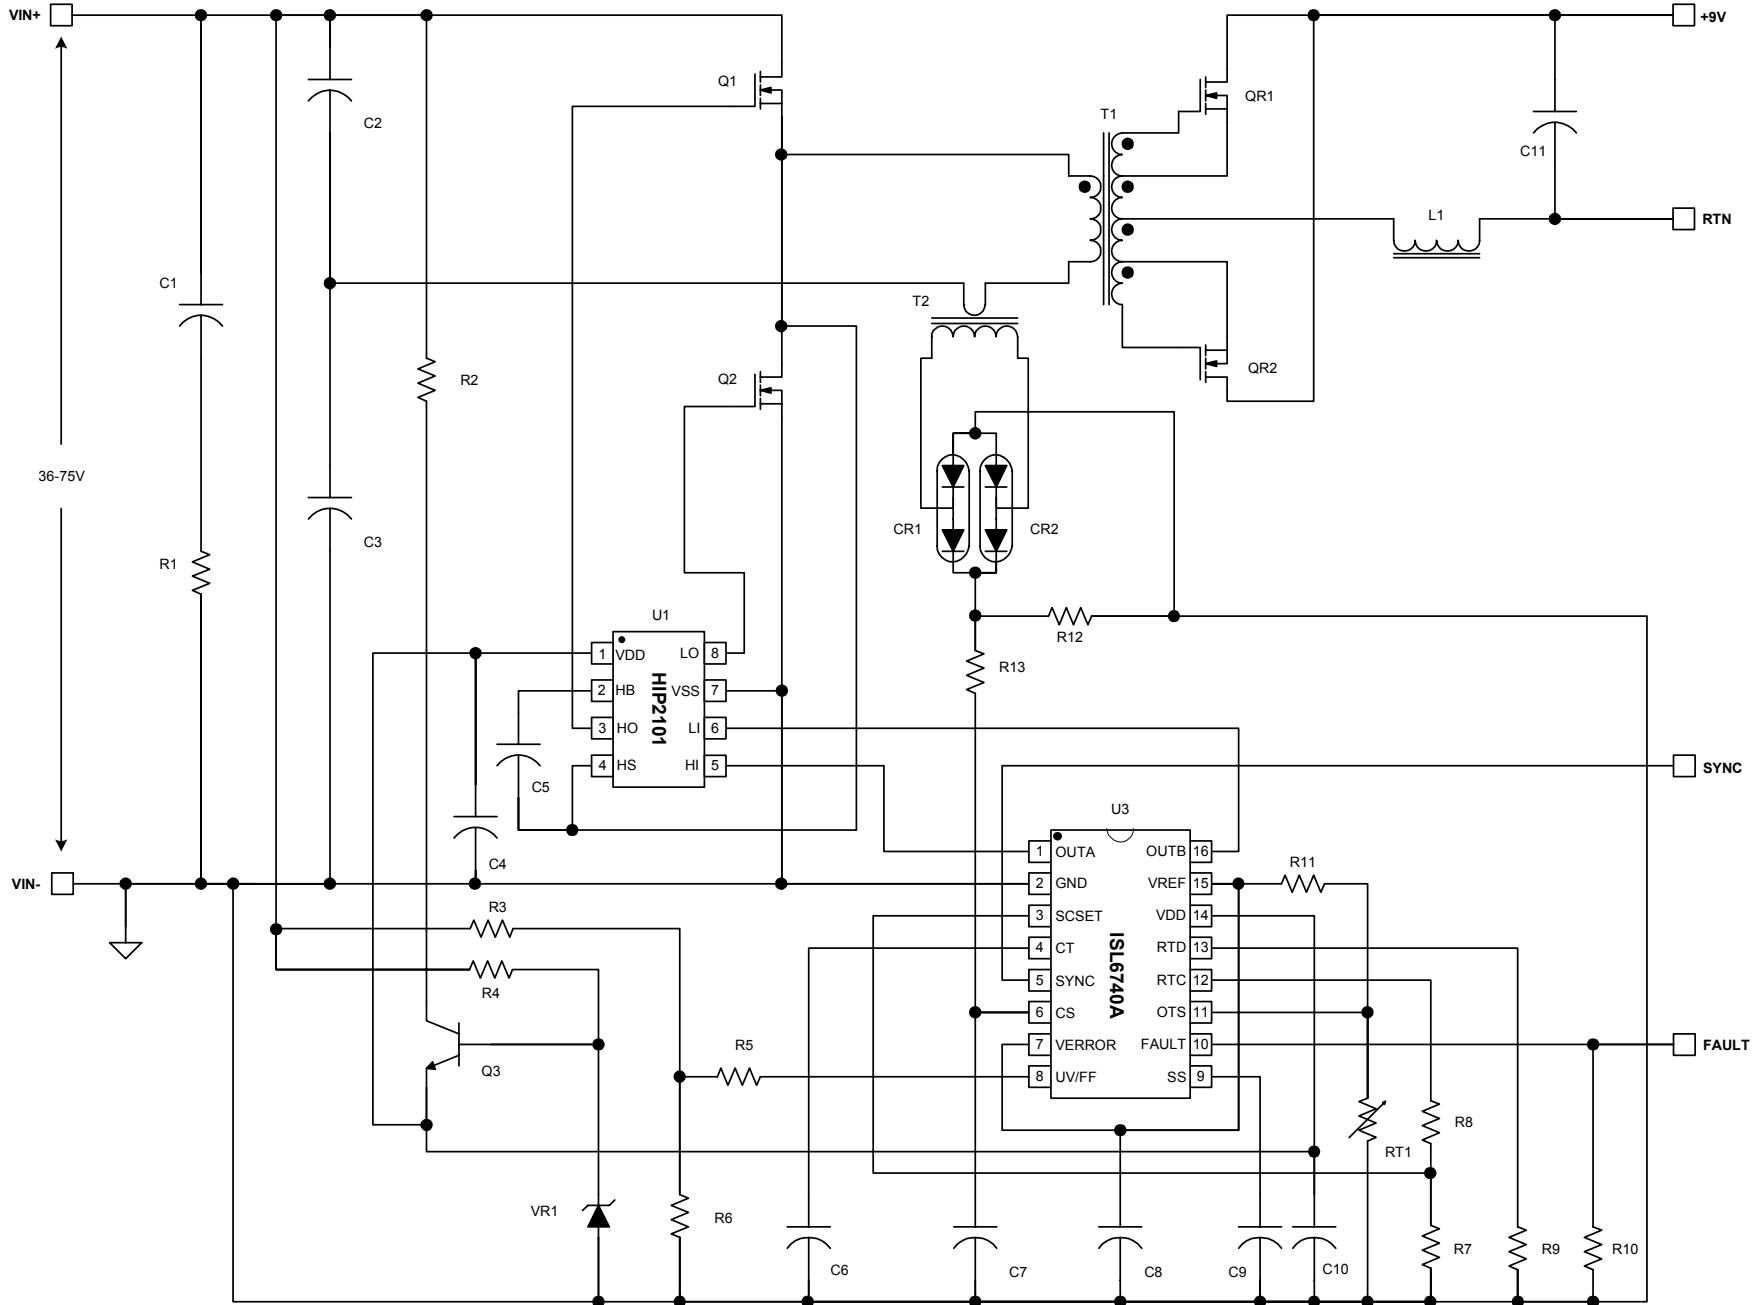 VIN+
+9V
Q1
QR1
C2
T1
C11
L1
RTN
C1
T2
R2
Q2
QR2
36-75V
CR1
CR2
C3
R1
U1
R12
1 VDD
LO 8
R13
2 HB
VSS 7
HIP2101
3 HO
LI 6
4 HS
HI 5
SYNC
C5
U3
C4
1 OUTA
OUTB 16
R11
VIN-
2 GND
VREF 15
R3
3 SCSET
VDD 14
4 CT
RTD 13
ISL6740A
R4
5 SYNC
RTC 12
6 CS
OTS 11
R5
7 VERROR
FAULT 10
FAULT
Q3
8 UV/FF
SS 9
R8
RT1
VR1
R6
C6
C7
C8
C9
C10
R7
R9
R10